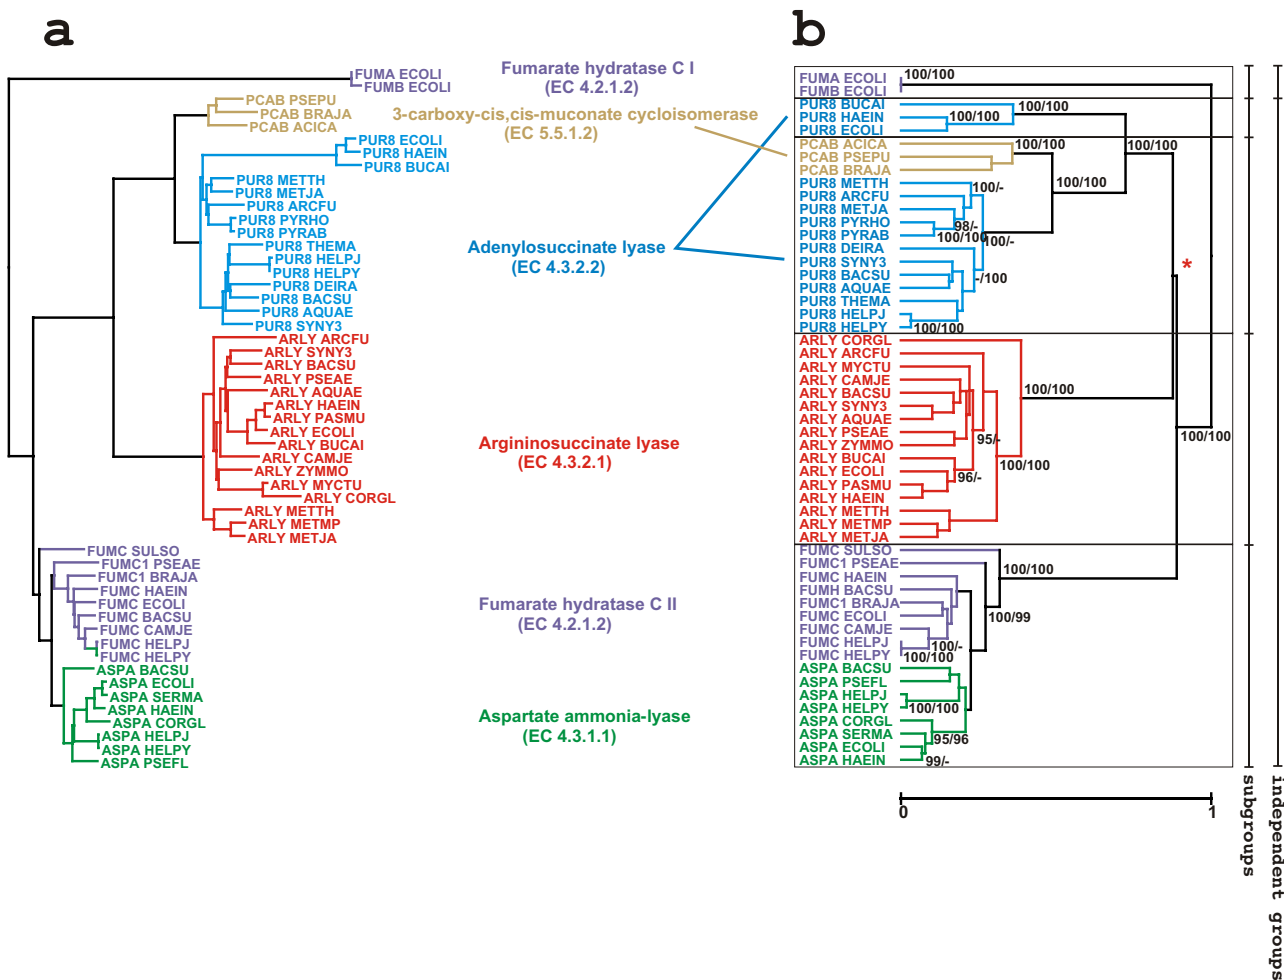 a
FUMA ECOLI
FUMB ECOLI
PCAB PSEPU
PCAB BRAJA
PCAB ACICA
PUR8 ECOLI
PUR8 HAEIN
PUR8 BUCAI
PUR8 METTH
PUR8 METJA
PUR8 ARCFU
PUR8 PYRHO
PUR8 PYRAB
PUR8 THEMA
PUR8 HELPJ
PUR8 HELPY
PUR8 DEIRA
PUR8 BACSU
PUR8 AQUAE
PUR8 SYNY3
ARLY ARCFU
ARLY SYNY3
ARLY BACSU
ARLY PSEAE
ARLY AQUAE
ARLY HAEIN
ARLY PASMU
ARLY ECOLI
ARLY BUCAI
ARLY CAMJE
ARLY ZYMMO
ARLY MYCTU
ARLY CORGL
ARLY METTH
ARLY METMP
ARLY METJA
FUMC SULSO
FUMC1 PSEAE
FUMC1 BRAJA
FUMC HAEIN
FUMC ECOLI
FUMC BACSU
FUMC CAMJE
FUMC HELPJ
FUMC HELPY
ASPA BACSU
ASPA ECOLI
ASPA SERMA
ASPA HAEIN
ASPA CORGL
ASPA HELPJ
ASPA HELPY
ASPA PSEFL
Fumarate hydratase C I
(EC 4.2.1.2)
3-carboxy-cis,cis-muconate cycloisomerase
(EC 5.5.1.2)
Adenylosuccinate lyase
(EC 4.3.2.2)
Argininosuccinate lyase
(EC 4.3.2.1)
Fumarate hydratase C II
(EC 4.2.1.2)
Aspartate ammonia-lyase
(EC 4.3.1.1)
b
FUMA ECOLI
100/100
FUMB ECOLI
PUR8 BUCAI
100/100
PUR8 HAEIN
100/100
PUR8 ECOLI
PCAB ACICA
100/100
100/100
PCAB PSEPU
PCAB BRAJA
PUR8 METTH
100/-
100/100
PUR8 ARCFU
PUR8 METJA
PUR8 PYRHO
98/-
PUR8 PYRAB
100/100
100/-
PUR8 DEIRA
PUR8 SYNY3
*
PUR8 BACSU
-/100
PUR8 AQUAE
PUR8 THEMA
PUR8 HELPJ
PUR8 HELPY
100/100
ARLY CORGL
ARLY ARCFU
ARLY MYCTU
ARLY CAMJE
100/100
ARLY BACSU
ARLY SYNY3
ARLY AQUAE
ARLY PSEAE
95/-
100/100
ARLY ZYMMO
ARLY BUCAI
100/100
ARLY ECOLI
96/-
ARLY PASMU
ARLY HAEIN
ARLY METTH
ARLY METMP
ARLY METJA
FUMC SULSO
FUMC1 PSEAE
100/100
FUMC HAEIN
FUMH BACSU
FUMC1 BRAJA
FUMC ECOLI
100/99
FUMC CAMJE
FUMC HELPJ
100/-
FUMC HELPY
100/100
ASPA BACSU
ASPA PSEFL
ASPA HELPJ
ASPA HELPY
100/100
ASPA CORGL
ASPA SERMA
95/96
ASPA ECOLI
ASPA HAEIN
99/-
0
1
subgroups
independent groups